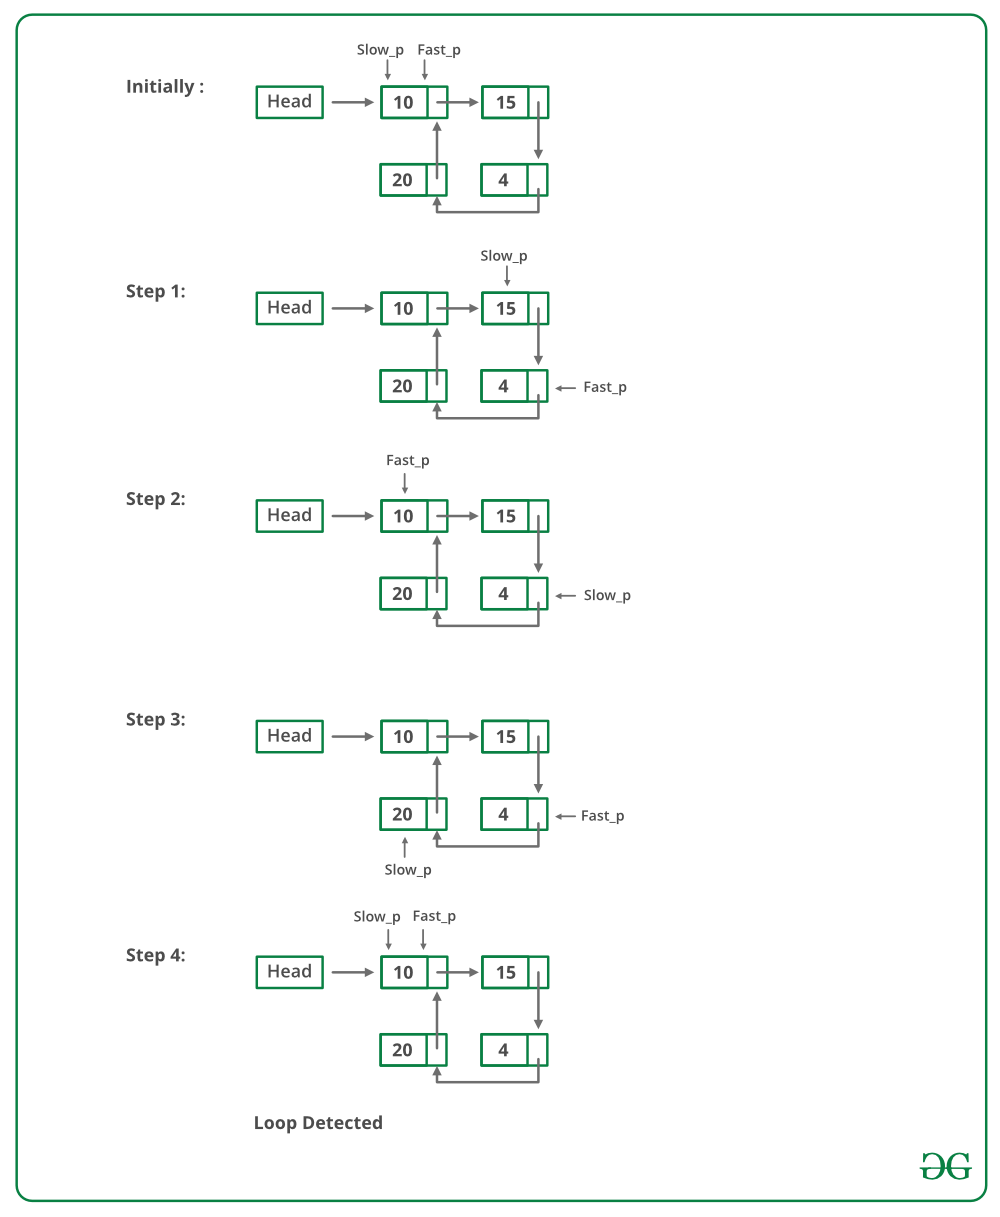 Slow_p Fast_p
Initially :
Head 10 15
20 4
Slow_p
Step 1:
Head 10 15
20 4 Fast_p
Fast_p
Step 2:
Head 10 15
20 4 Slow_p
Step 3:
Head 10 15
20 4 Fast_p
Slow_p
Slow_p Fast_p
Step 4:
Head 10 15
20 4
Loop Detected